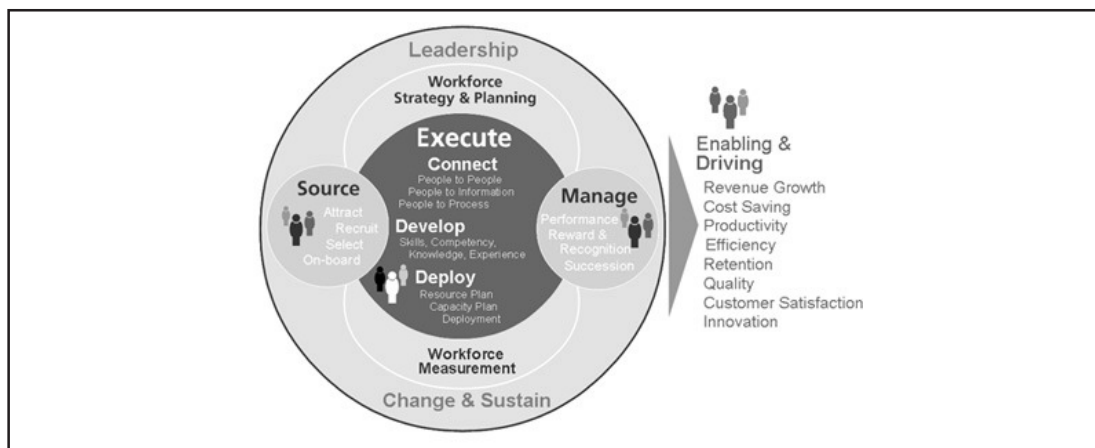 Leadership
Workforce
Strategy & Planning
Execute
Connect
People to People
People to Information
People to Process
Source
Attract
Recruit
Select
On-board
Develop
Skills, Competency,
Knowledge, Experience
Deploy
Resource Plan
Capacity Plan
Deployment
Manage
Performance
Reward &
Recognition
Succession
Workforce
Measurement
Change & Sustain
Enabling &
Driving
Revenue Growth
Cost Saving
Productivity
Efficiency
Retention
Quality
Customer Satisfaction
Innovation